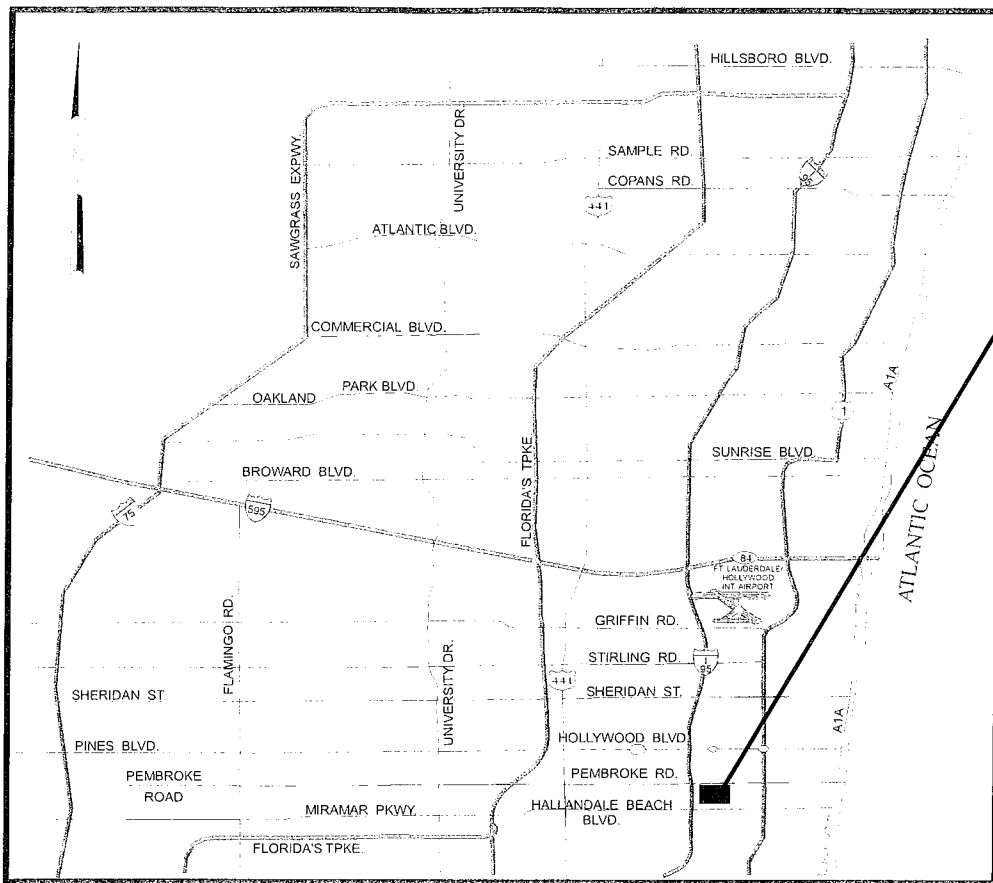 HILLSBORO BLVD.
SAWGRASS EXPWY.
UNIVERSITY DR.
SAMPLE RD.
COPANS RD.
I
95
441
ATLANTIC BLVD.
COMMERCIAL BLVD.
OAKLAND
PARK BLVD
A1A
1
BROWARD BLVD.
SUNRISE BLVD.
FLORIDA'S TPKE.
ATLANTIC OCEAN
75
595
84
FT LAUDERDALE/
HOLLYWOOD
INT. AIRPORT
GRIFFIN RD.
FLAMINGO RD.
UNIVERSITY DR.
STIRLING RD.
I
95
441
SHERIDAN ST.
SHERIDAN ST.
A1A
PINES BLVD.
HOLLYWOOD BLVD
PEMBROKE
ROAD
PEMBROKE RD.
MIRAMAR PKWY.
HALLANDALE BEACH
BLVD.
FLORIDA'S TPKE.